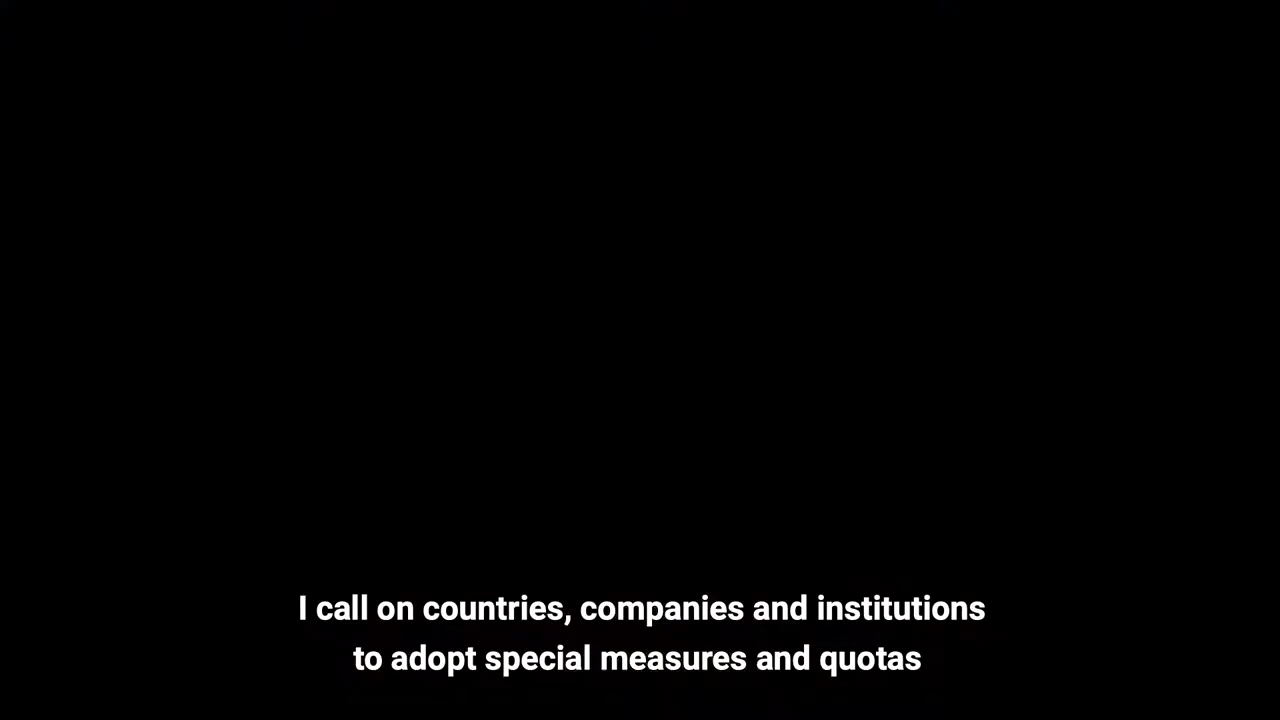 I call on countries, companies and institutions
to adopt special measures and quotas